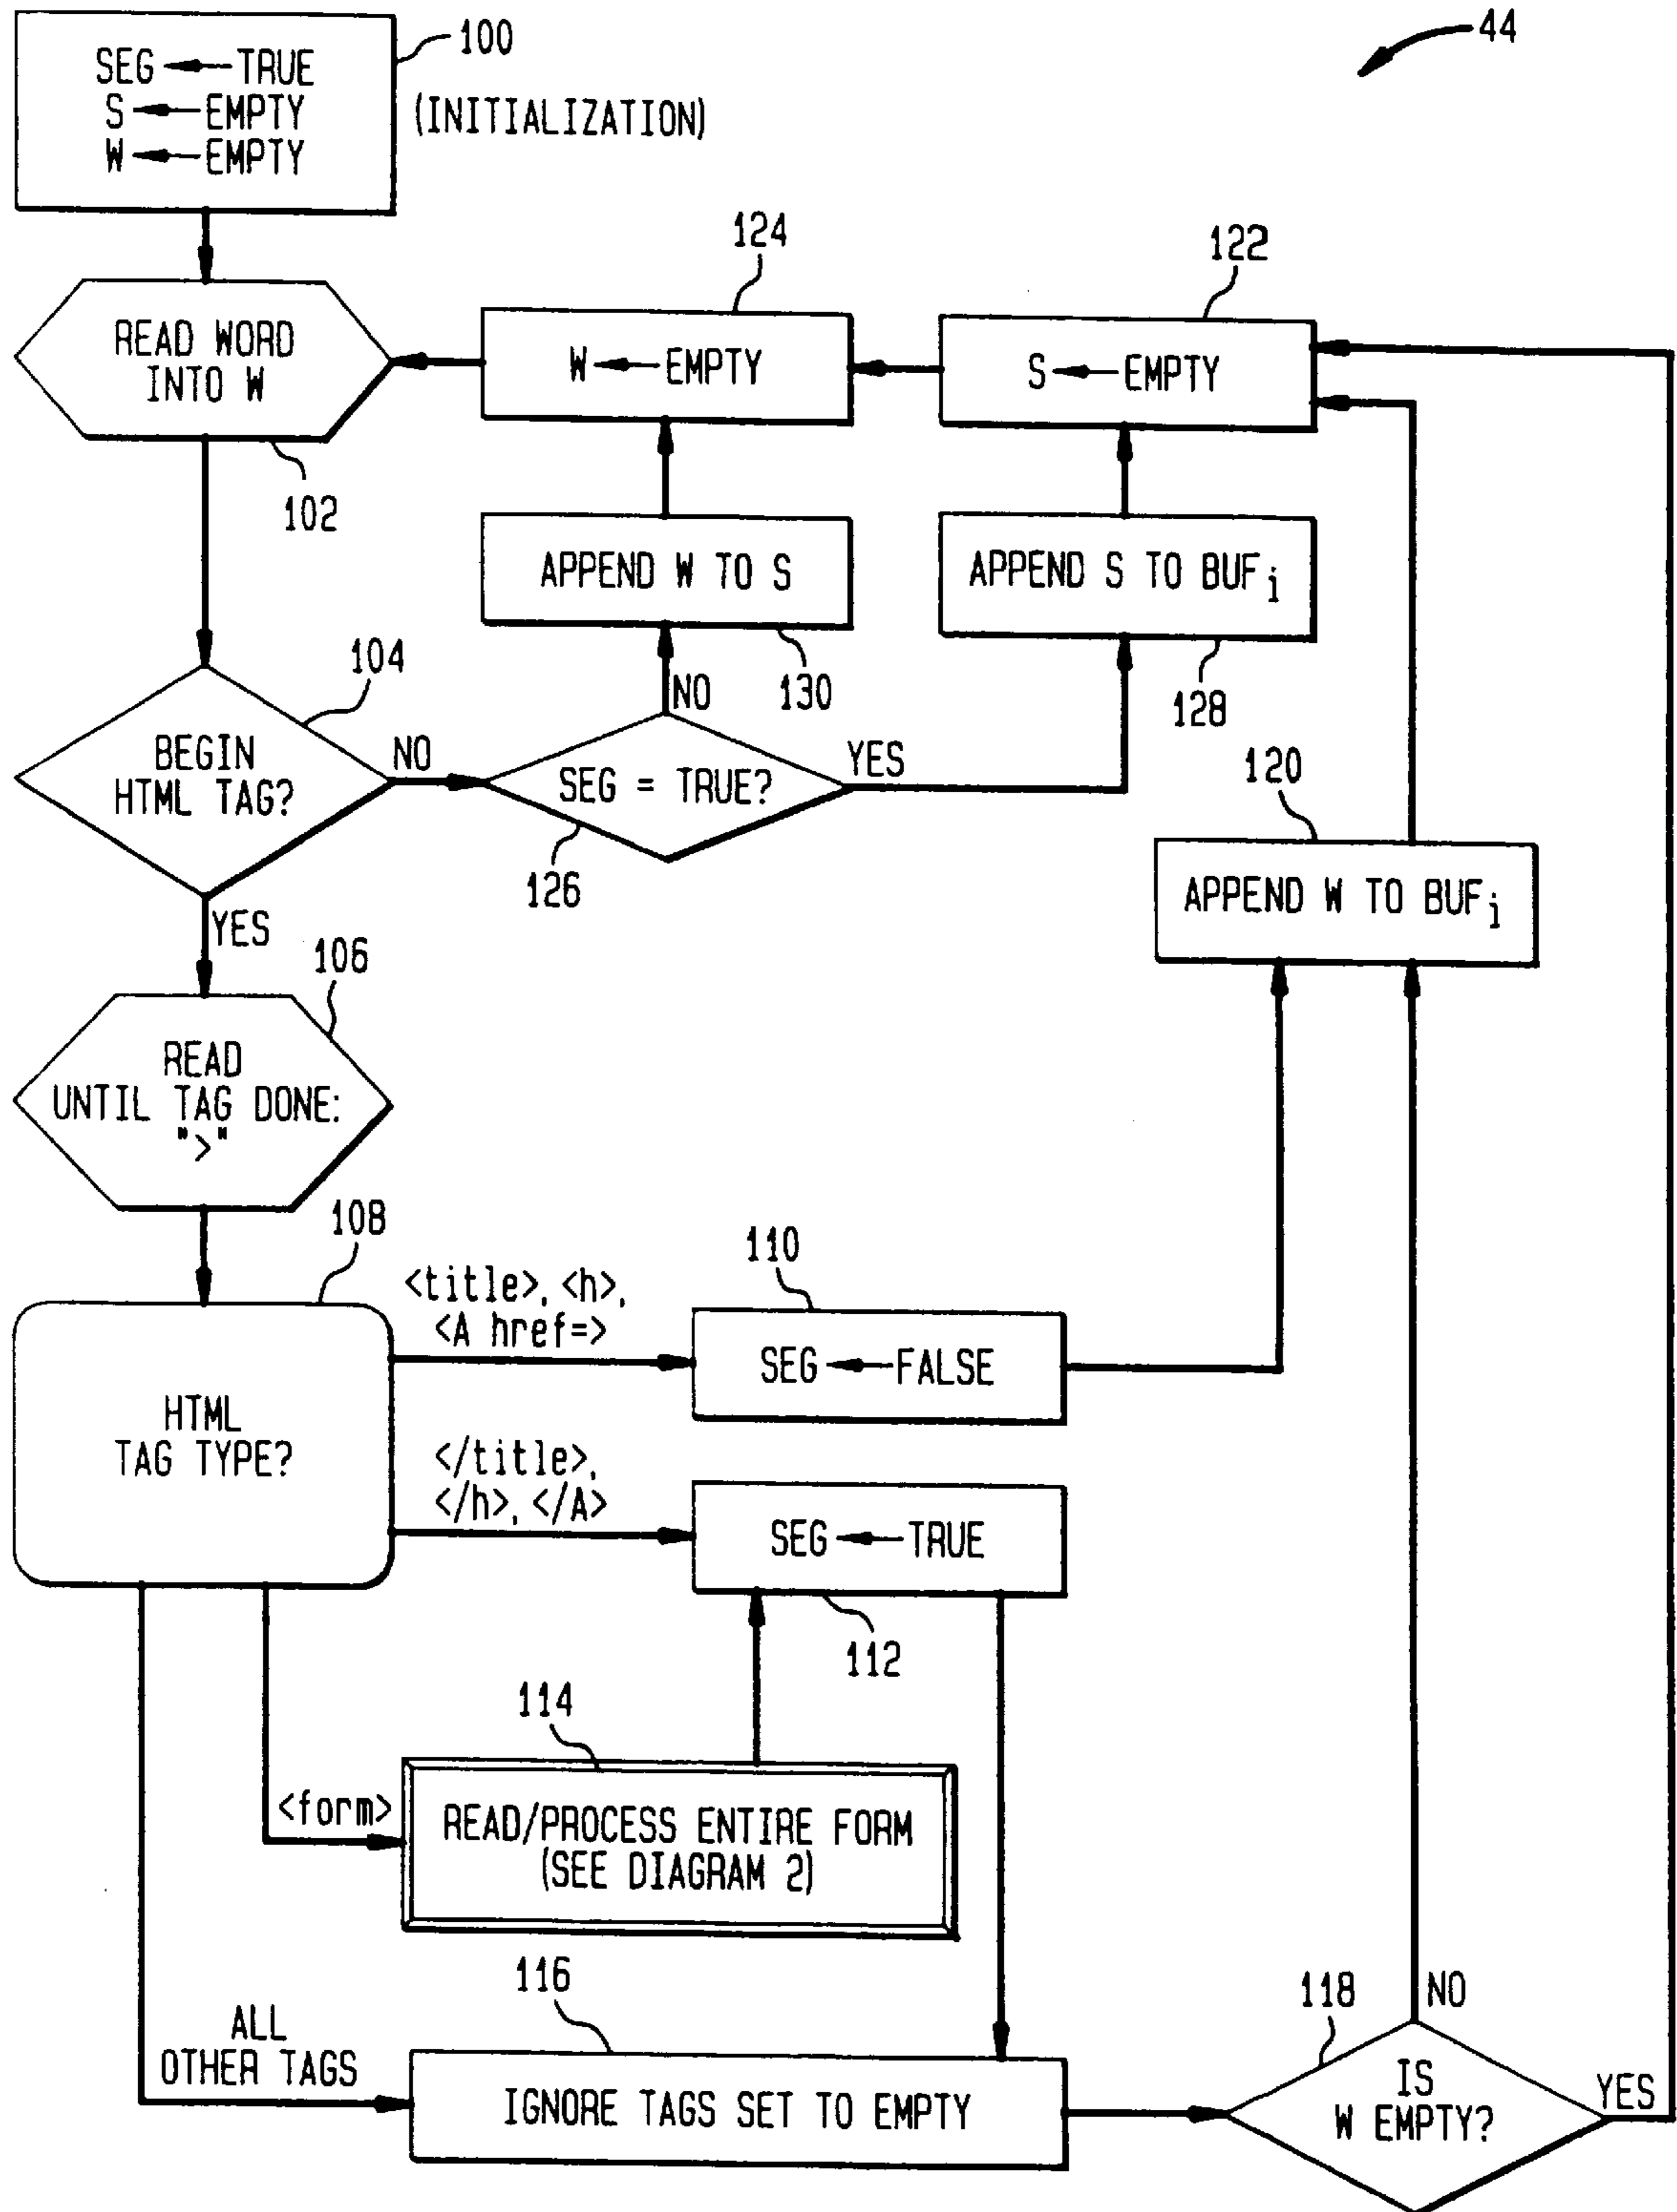 44
100
SEG ← TRUE
S ← EMPTY
W ← EMPTY
(INITIALIZATION)
124
122
READ WORD
INTO W
W ← EMPTY
S ← EMPTY
102
APPEND W TO S
APPEND S TO BUFi
104
130
128
NO
BEGIN
HTML TAG?
NO
SEG = TRUE?
YES
120
126
APPEND W TO BUFi
YES
106
READ
UNTIL TAG DONE:
">"
108
110
<title>, <h>,
<A href=>
SEG ← FALSE
HTML
TAG TYPE?
</title>,
</h>, </A>
SEG ← TRUE
112
114
<form>
READ/PROCESS ENTIRE FORM
(SEE DIAGRAM 2)
116
118
NO
ALL
OTHER TAGS
IGNORE TAGS SET TO EMPTY
IS
W EMPTY?
YES